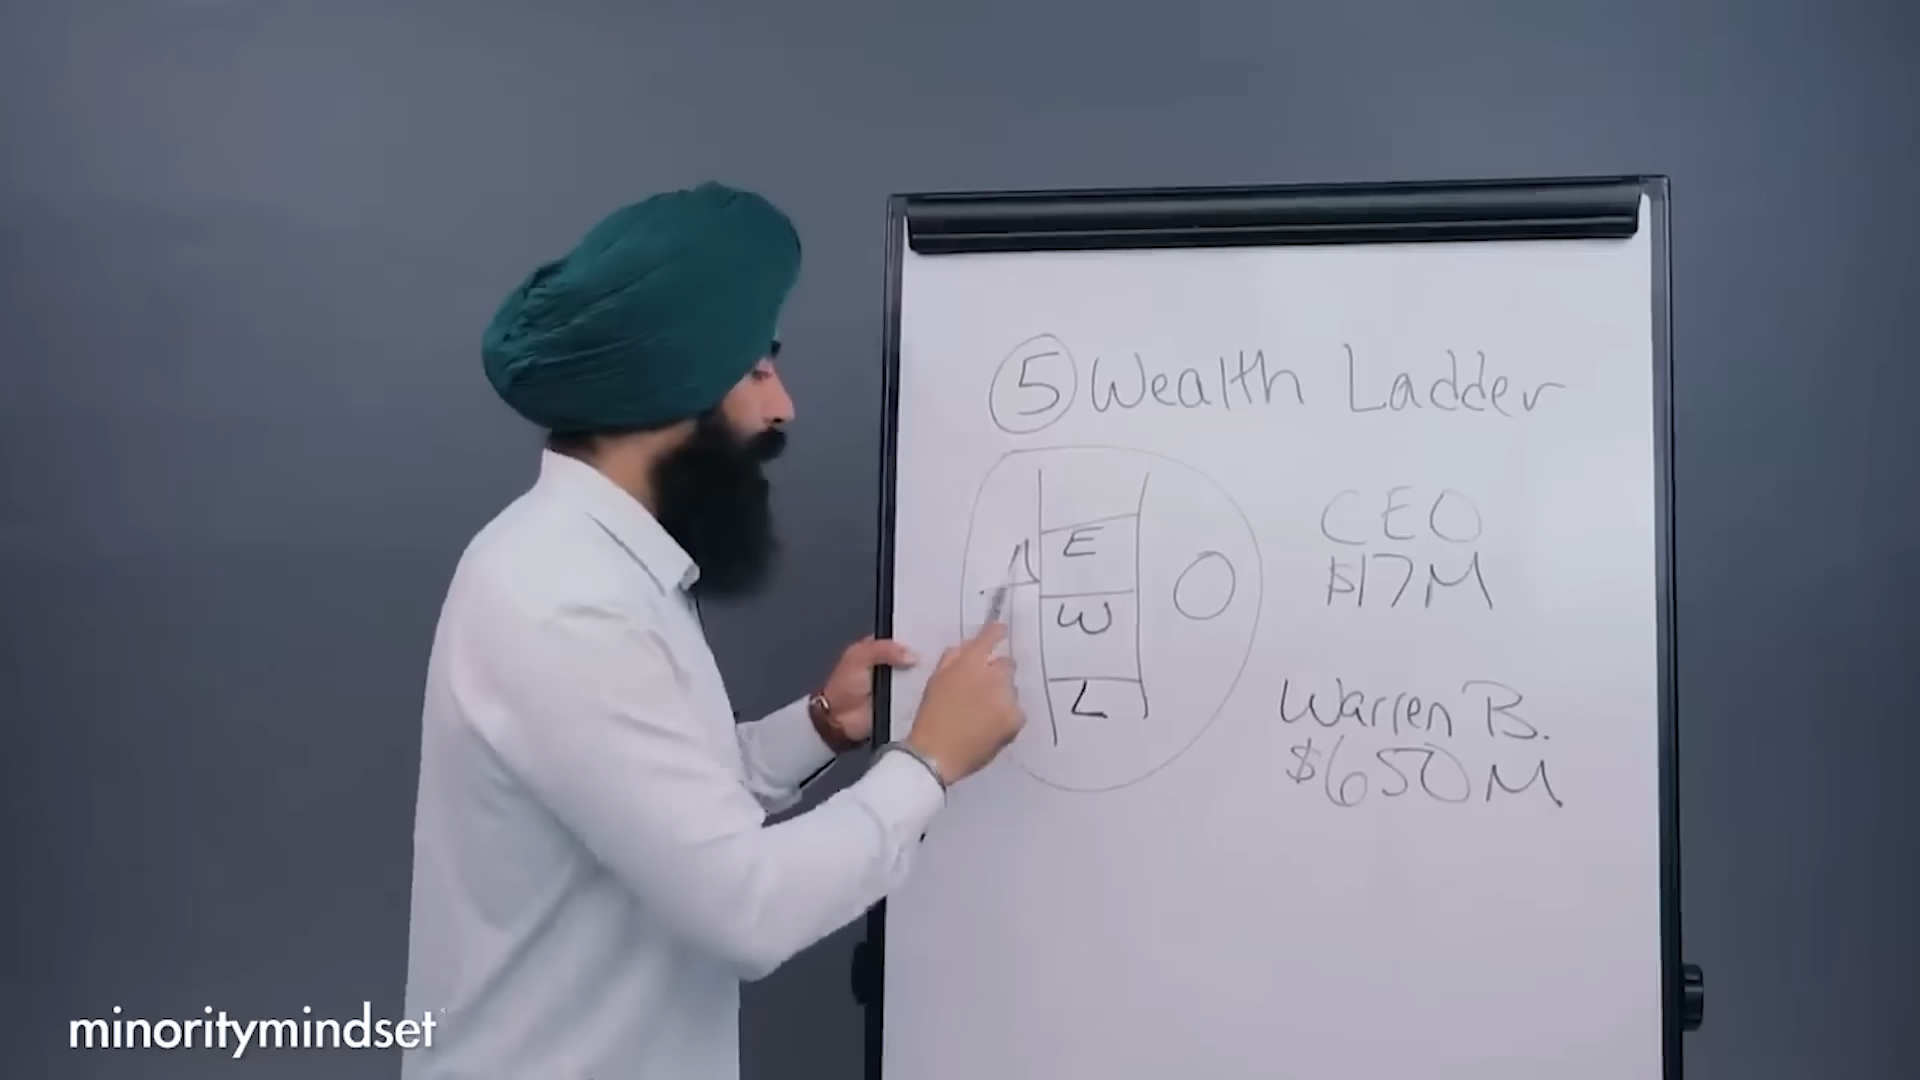 5 Wealth Ladder
E
W
L
O
CEO
$17M
Warren B.
$650M
minoritymindset